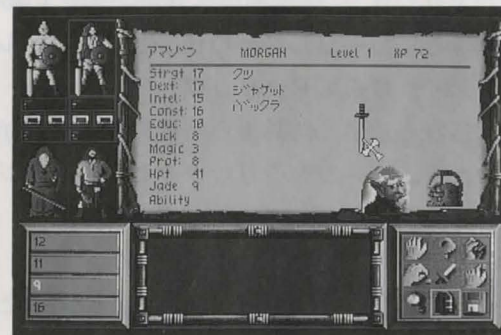 アマゾン MORGAN Level 1 XP 72
Strgt 17 クツ
Dext: 17 ジャケット
Intel: 15 バックラ
Const: 16
Educ: 18
Luck 8
Magic 3
Prot: 8
Hpt 41
Jade 9
Ability
12
11
9
16